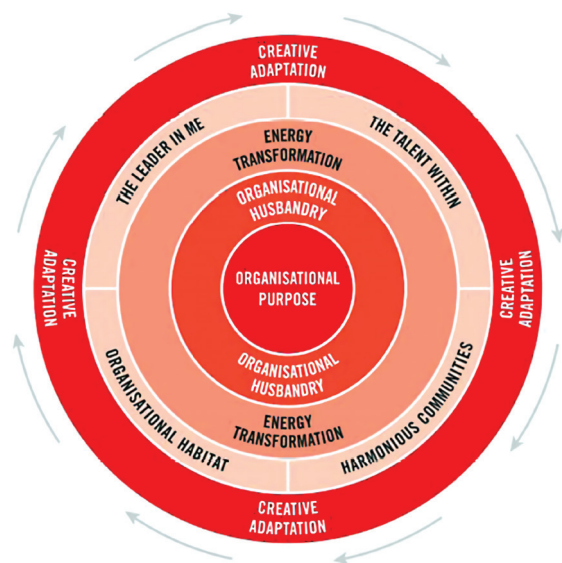 CREATIVE
ADAPTATION
THE LEADER IN ME
THE TALENT WITHIN
ENERGY
TRANSFORMATION
ORGANISATIONAL
HUSBANDRY
CREATIVE
ADAPTATION
ORGANISATIONAL
PURPOSE
CREATIVE
ADAPTATION
ORGANISATIONAL
HUSBANDRY
ENERGY
TRANSFORMATION
ORGANISATIONAL HABITAT
HARMONIOUS COMMUNITIES
CREATIVE
ADAPTATION